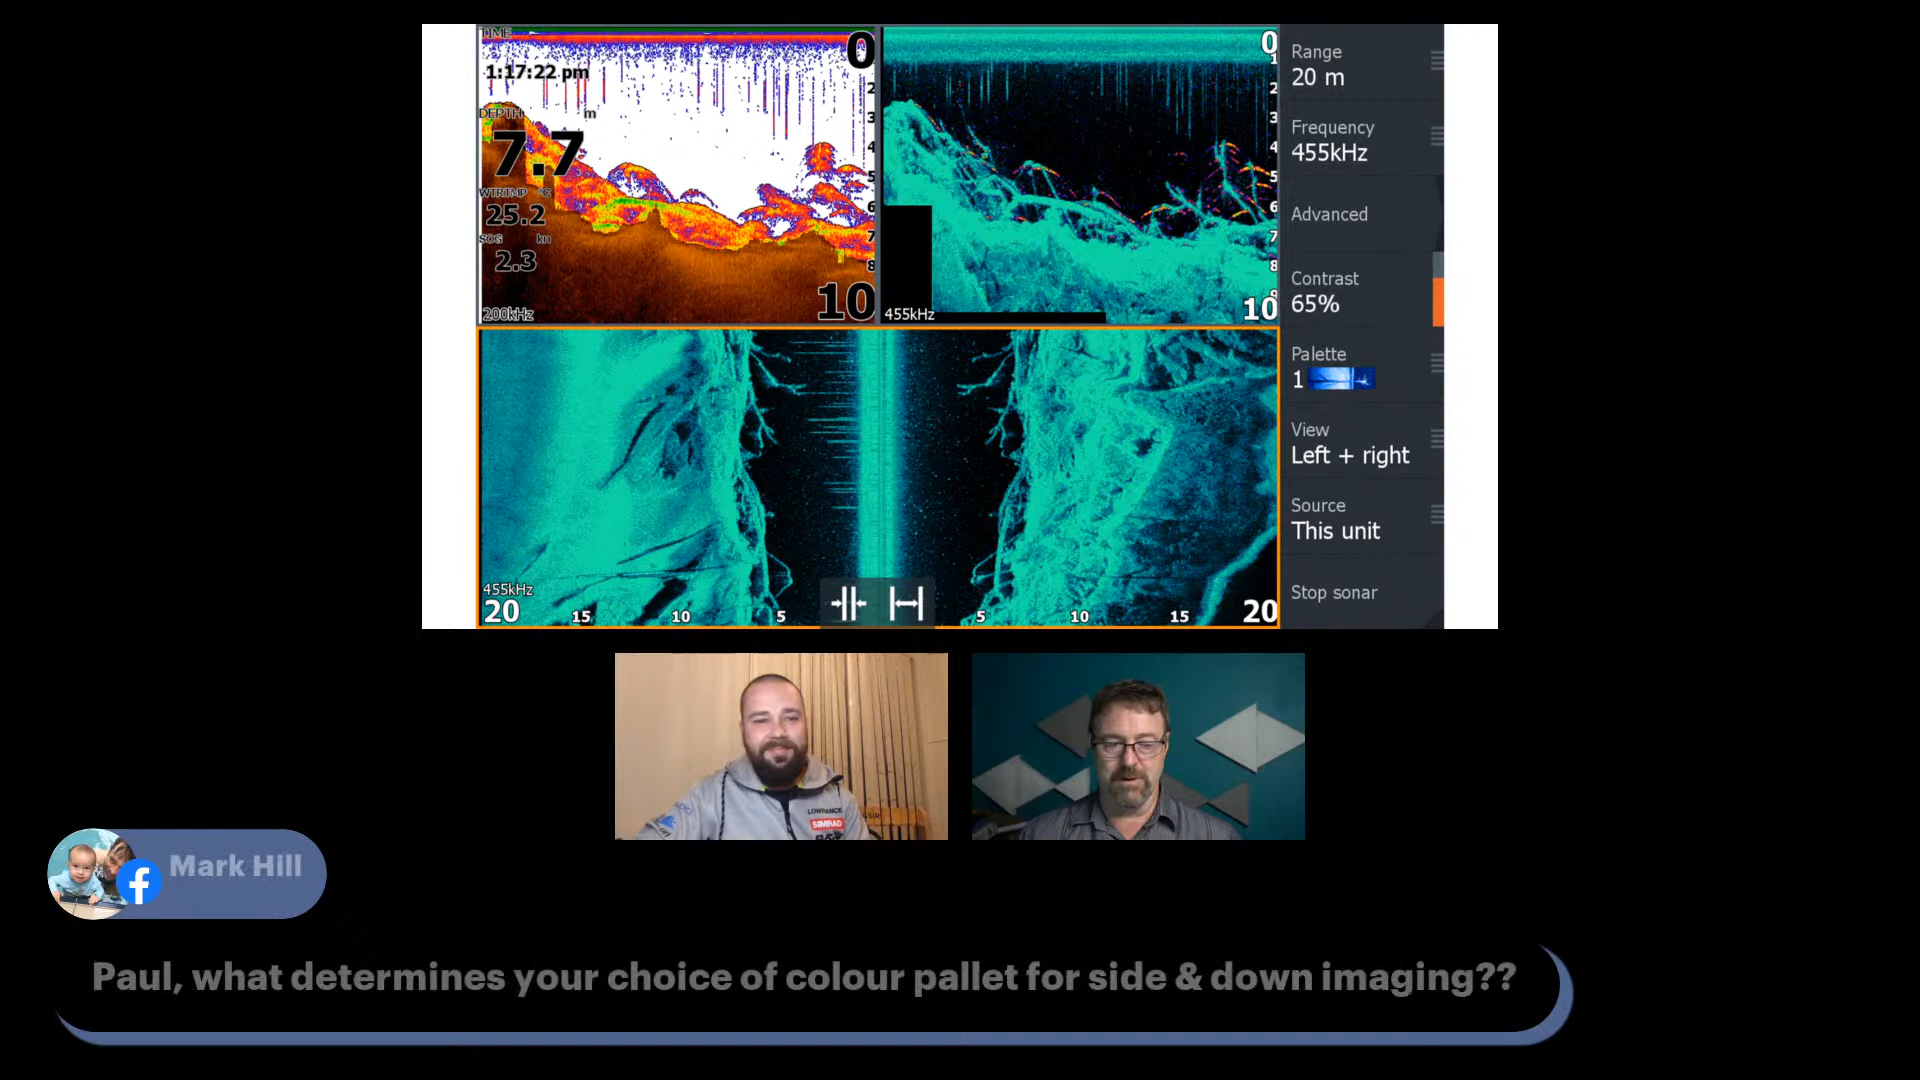 TIME
1:17:22 pm
DEPTH m
7.7
WTRTMP °C
25.2
SOG kn
2.3
200kHz
0
2
3
4
5
6
7
8
10
0
1
2
3
4
5
6
7
8
10
455kHz
455kHz
20 15 10 5 5 10 15 20
Range
20 m
Frequency
455kHz
Advanced
Contrast
65%
Palette
1
View
Left + right
Source
This unit
Stop sonar
LOWRANCE
SIMRAD
Mark Hill
Paul, what determines your choice of colour pallet for side & down imaging??